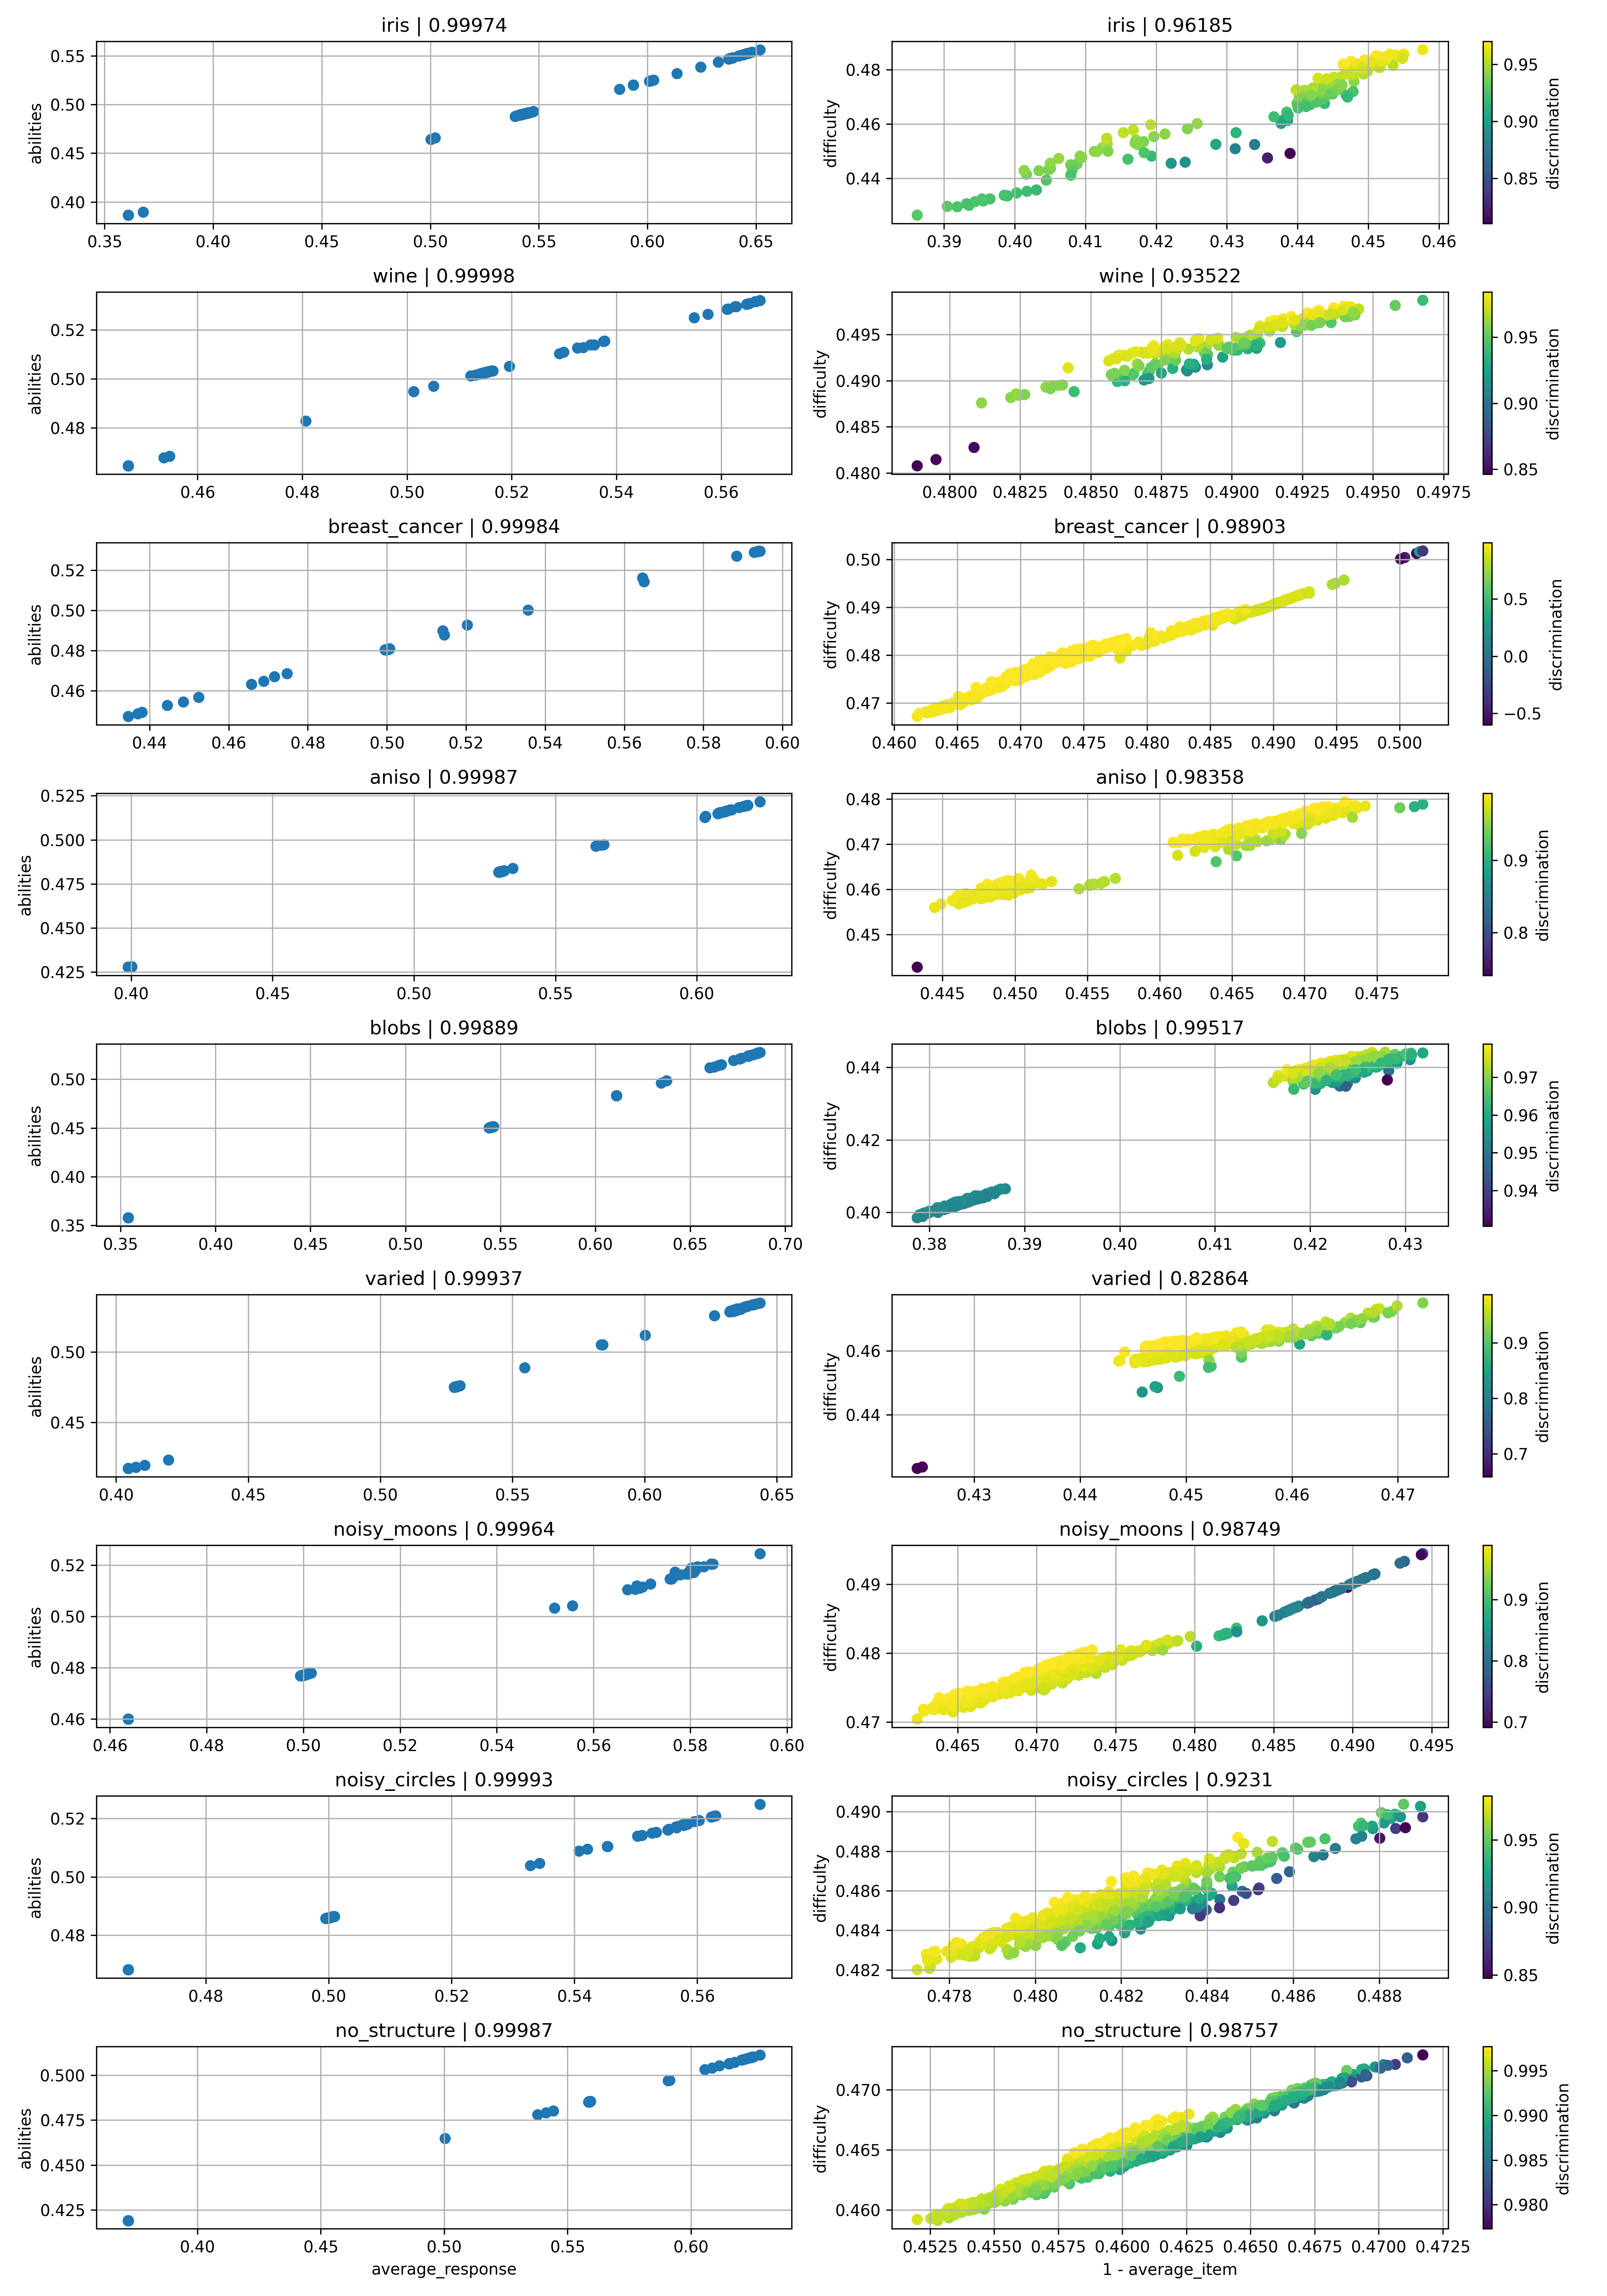 iris | 0.99974
abilities
0.55
0.50
0.45
0.40
0.35 0.40 0.45 0.50 0.55 0.60 0.65
iris | 0.96185
difficulty
0.48
0.46
0.44
0.39 0.40 0.41 0.42 0.43 0.44 0.45 0.46
0.95
0.90
0.85
discrimination
wine | 0.99998
abilities
0.52
0.50
0.48
0.46 0.48 0.50 0.52 0.54 0.56
wine | 0.93522
difficulty
0.495
0.490
0.485
0.480
0.4800 0.4825 0.4850 0.4875 0.4900 0.4925 0.4950 0.4975
0.95
0.90
0.85
discrimination
breast_cancer | 0.99984
abilities
0.52
0.50
0.48
0.46
0.44 0.46 0.48 0.50 0.52 0.54 0.56 0.58 0.60
breast_cancer | 0.98903
difficulty
0.50
0.49
0.48
0.47
0.460 0.465 0.470 0.475 0.480 0.485 0.490 0.495 0.500
0.5
0.0
−0.5
discrimination
aniso | 0.99987
abilities
0.525
0.500
0.475
0.450
0.425
0.40 0.45 0.50 0.55 0.60
aniso | 0.98358
difficulty
0.48
0.47
0.46
0.45
0.445 0.450 0.455 0.460 0.465 0.470 0.475
0.9
0.8
discrimination
blobs | 0.99889
abilities
0.50
0.45
0.40
0.35
0.35 0.40 0.45 0.50 0.55 0.60 0.65 0.70
blobs | 0.99517
difficulty
0.44
0.42
0.40
0.38 0.39 0.40 0.41 0.42 0.43
0.97
0.96
0.95
0.94
discrimination
varied | 0.99937
abilities
0.50
0.45
0.40 0.45 0.50 0.55 0.60 0.65
varied | 0.82864
difficulty
0.46
0.44
0.43 0.44 0.45 0.46 0.47
0.9
0.8
0.7
discrimination
noisy_moons | 0.99964
abilities
0.52
0.50
0.48
0.46
0.46 0.48 0.50 0.52 0.54 0.56 0.58 0.60
noisy_moons | 0.98749
difficulty
0.49
0.48
0.47
0.465 0.470 0.475 0.480 0.485 0.490 0.495
0.9
0.8
0.7
discrimination
noisy_circles | 0.99993
abilities
0.52
0.50
0.48
0.48 0.50 0.52 0.54 0.56
noisy_circles | 0.9231
difficulty
0.490
0.488
0.486
0.484
0.482
0.478 0.480 0.482 0.484 0.486 0.488
0.95
0.90
0.85
discrimination
no_structure | 0.99987
abilities
0.500
0.475
0.450
0.425
0.40 0.45 0.50 0.55 0.60
average_response
no_structure | 0.98757
difficulty
0.470
0.465
0.460
0.4525 0.4550 0.4575 0.4600 0.4625 0.4650 0.4675 0.4700 0.4725
1 - average_item
0.995
0.990
0.985
0.980
discrimination